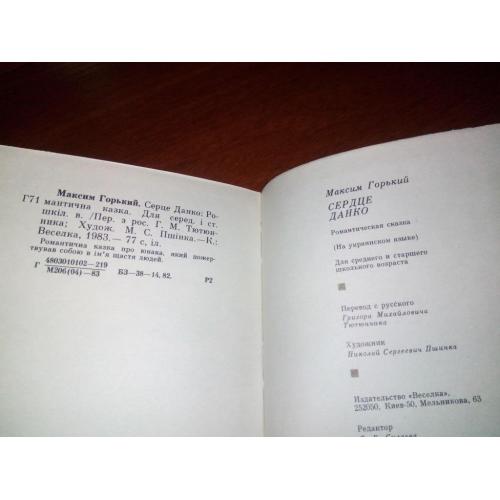 Максим Горький. Серце Данко: Ро-
Г71 мантична казка. Для серед. і ст.
шкіл. в. /Пер. з рос. Г. М. Тютюн-
ника; Худож. М. С. Пшінка.—К.:
Веселка, 1983.— 77 с, іл.
Романтична казка про юнака, який пожер-
твував собою в ім'я щастя людей.
Г 4803010102—219
М206(04)—83 БЗ—38—14, 82. Р2
Максим Горький
СЕРДЦЕ
ДАНКО
Романтическая сказка
(На украинском языке)
Для среднего и старшего
школьного возраста
Перевод с русского
Григора Михайловича
Тютюнника
Художник
Николай Сергеевич Пшинка
Издательство «Веселка»,
252050, Киев-50, Мельникова, 63
Редактор